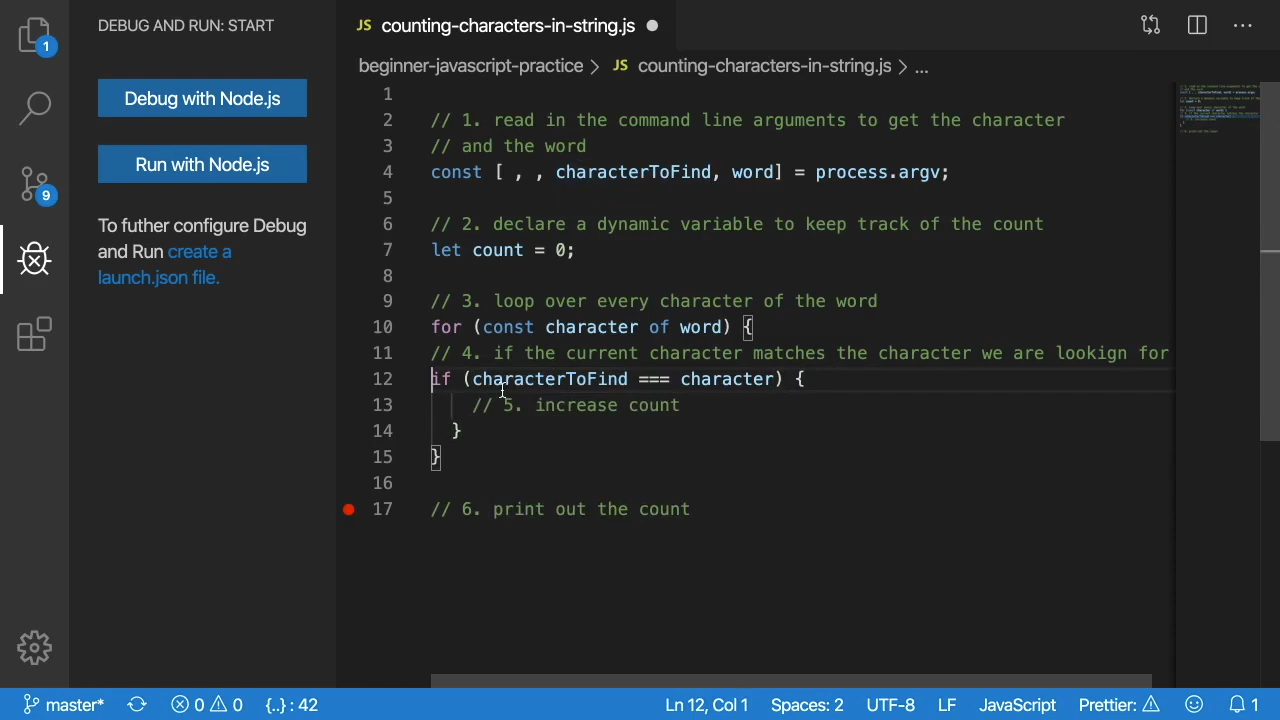 DEBUG AND RUN: START
JS counting-characters-in-string.js
1
beginner-javascript-practice > JS counting-characters-in-string.js > ...
Debug with Node.js
Run with Node.js
To futher configure Debug
and Run create a
launch.json file.
9
1
2 // 1. read in the command line arguments to get the character
3 // and the word
4 const [ , , characterToFind, word] = process.argv;
5
6 // 2. declare a dynamic variable to keep track of the count
7 let count = 0;
8
9 // 3. loop over every character of the word
10 for (const character of word) {
11 // 4. if the current character matches the character we are lookign for
12 if (characterToFind === character) {
13 // 5. increase count
14 }
15 }
16
17 // 6. print out the count
master* 0 0 {..} : 42 Ln 12, Col 1 Spaces: 2 UTF-8 LF JavaScript Prettier: 1